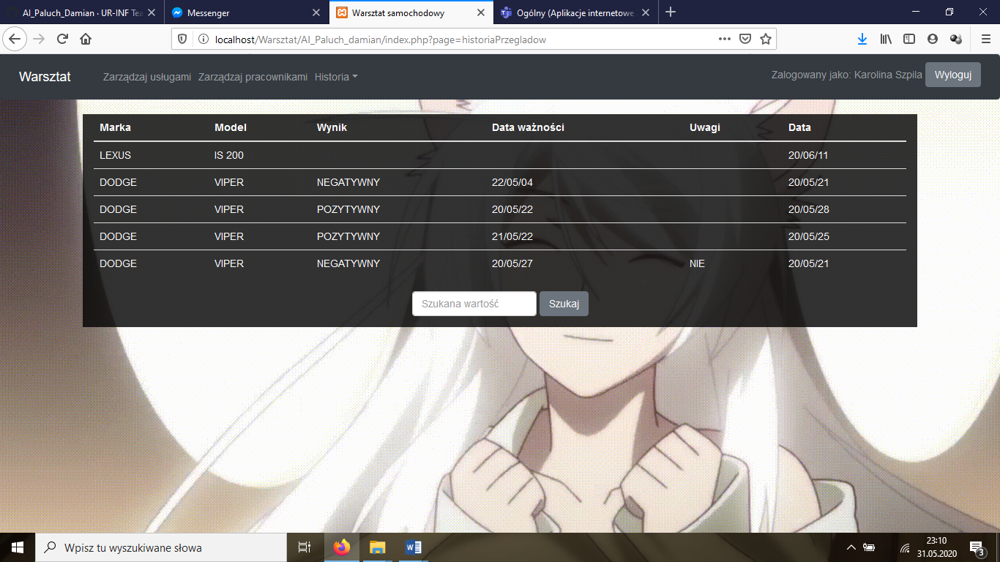 AI_Paluch_Damian · UR-INF Tea
Messenger
Warsztat samochodowy
Ogólny (Aplikacje internetowe
localhost/Warsztat/AI_Paluch_damian/index.php?page=historiaPrzegladow
Warsztat Zarządzaj usługami Zarządzaj pracownikami Historia Zalogowany jako: Karolina Szpila Wyloguj
Marka Model Wynik Data ważności Uwagi Data
LEXUS IS 200 20/06/11
DODGE VIPER NEGATYWNY 22/05/04 20/05/21
DODGE VIPER POZYTYWNY 20/05/22 20/05/28
DODGE VIPER POZYTYWNY 21/05/22 20/05/25
DODGE VIPER NEGATYWNY 20/05/27 NIE 20/05/21
Szukana wartość Szukaj
Wpisz tu wyszukiwane słowa
23:10
31.05.2020
3